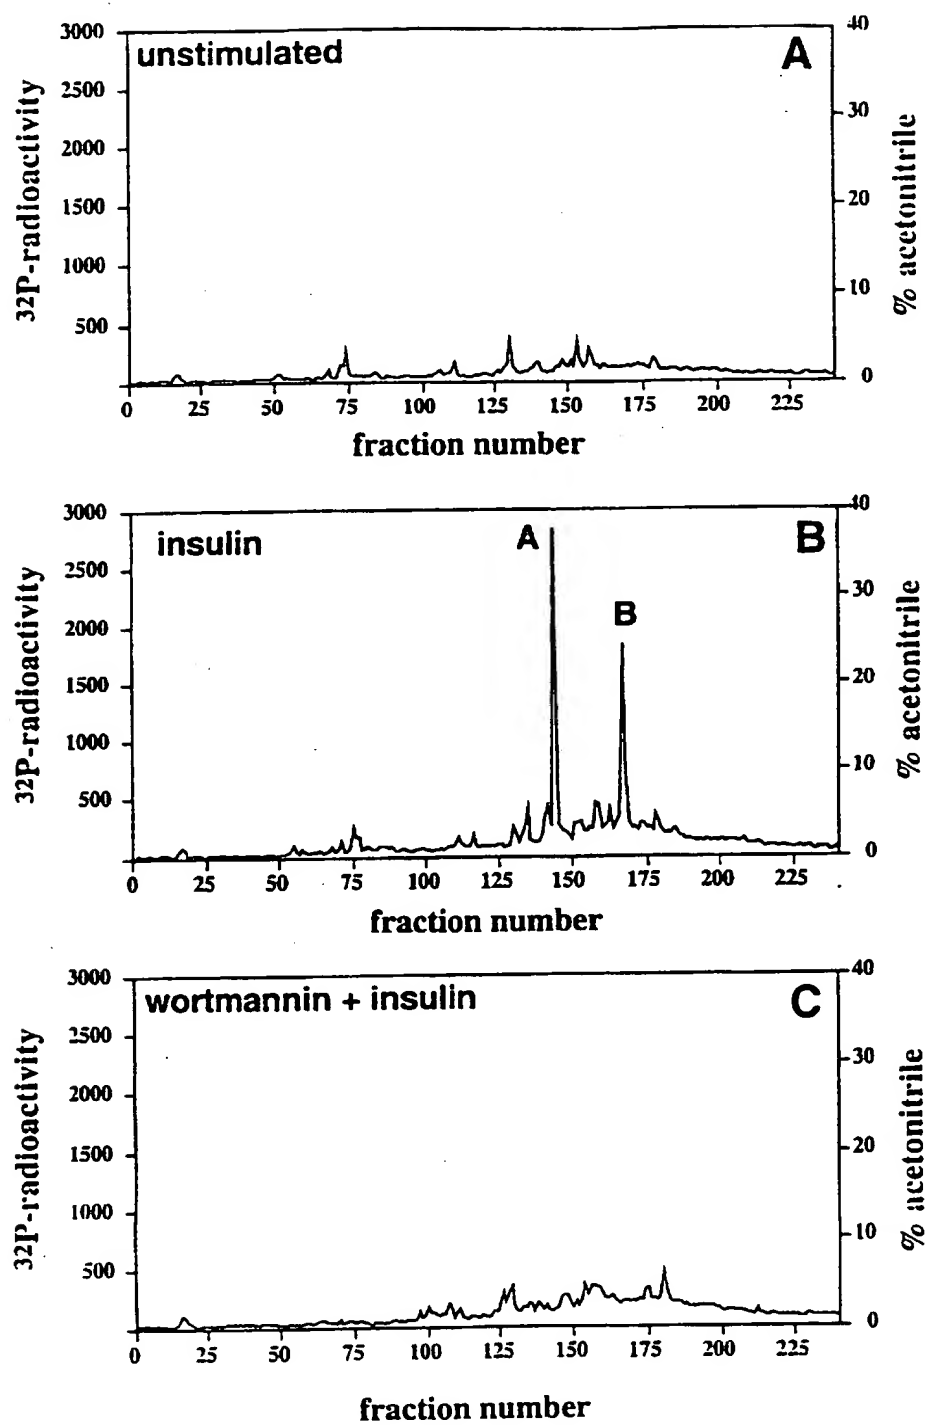 unstimulated
A
3000
2500
2000
1500
1000
500
40
30
20
10
0
32P-radioactivity
% acetonitrile
0 25 50 75 100 125 150 175 200 225
fraction number
insulin
A
B
B
3000
2500
2000
1500
1000
500
40
30
20
10
0
32P-radioactivity
% acetonitrile
0 25 50 75 100 125 150 175 200 225
fraction number
wortmannin + insulin
C
3000
2500
2000
1500
1000
500
40
30
20
10
0
32P-radioactivity
% acetonitrile
0 25 50 75 100 125 150 175 200 225
fraction number